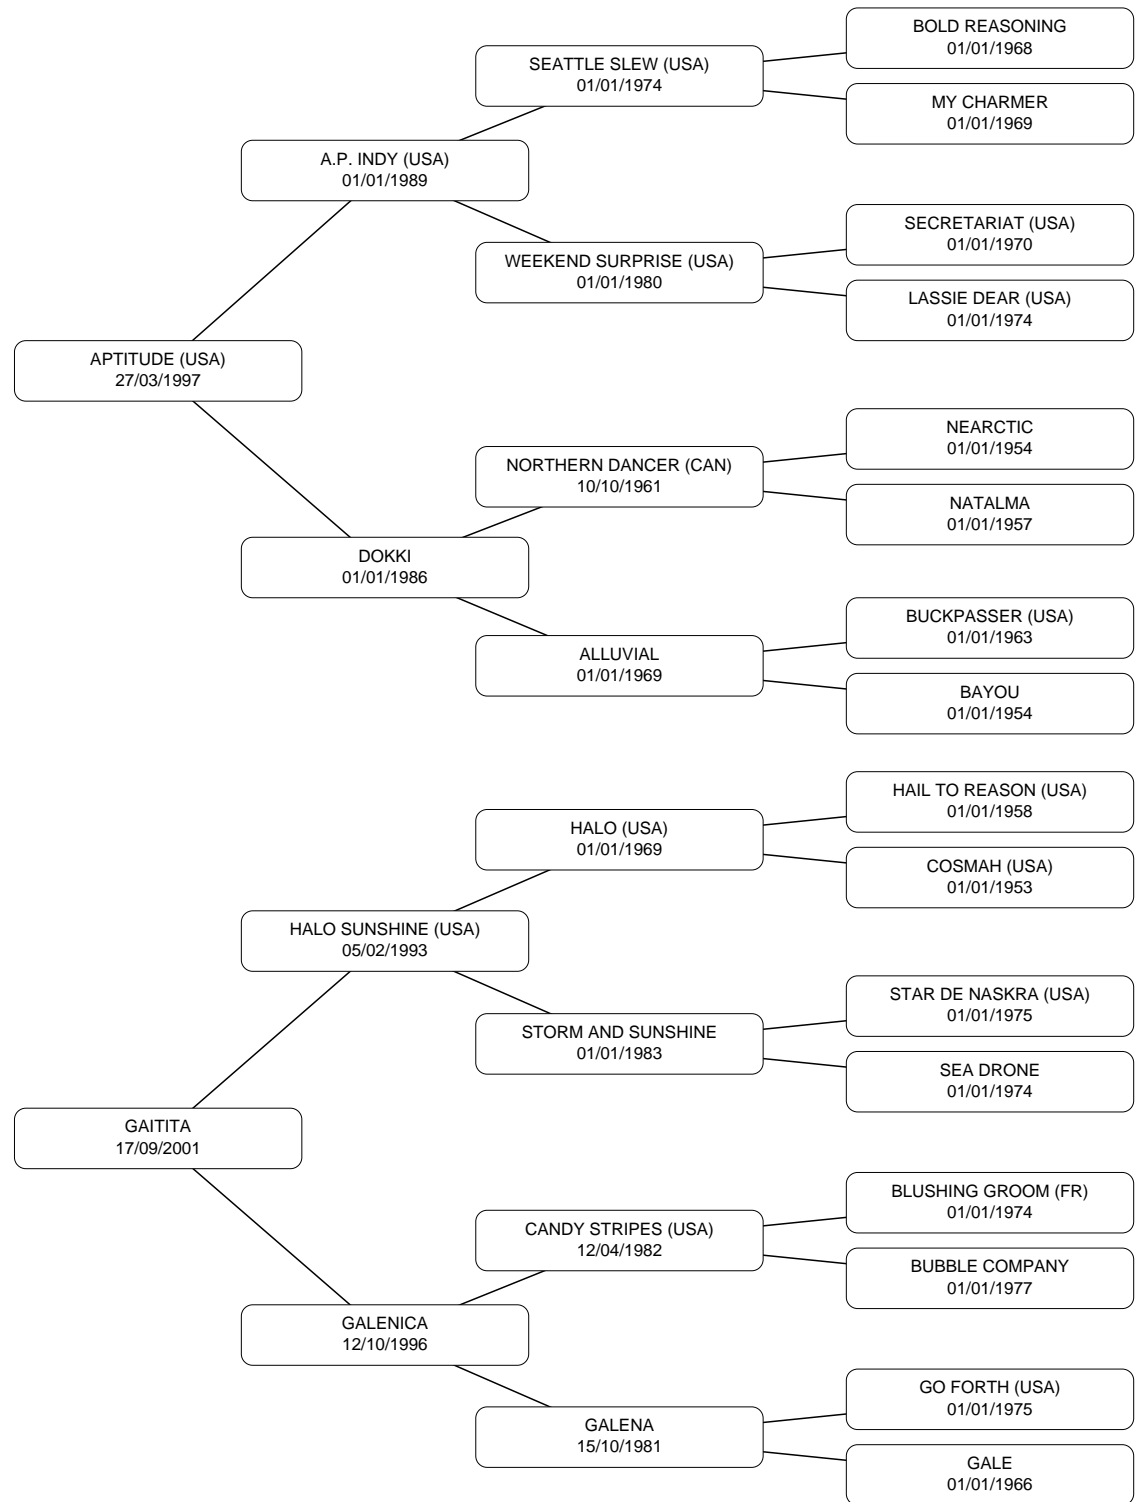 BOLD REASONING
01/01/1968
SEATTLE SLEW (USA)
01/01/1974
MY CHARMER
01/01/1969
A.P. INDY (USA)
01/01/1989
SECRETARIAT (USA)
01/01/1970
WEEKEND SURPRISE (USA)
01/01/1980
LASSIE DEAR (USA)
01/01/1974
APTITUDE (USA)
27/03/1997
NEARCTIC
01/01/1954
NORTHERN DANCER (CAN)
10/10/1961
NATALMA
01/01/1957
DOKKI
01/01/1986
BUCKPASSER (USA)
01/01/1963
ALLUVIAL
01/01/1969
BAYOU
01/01/1954
HAIL TO REASON (USA)
01/01/1958
HALO (USA)
01/01/1969
COSMAH (USA)
01/01/1953
HALO SUNSHINE (USA)
05/02/1993
STAR DE NASKRA (USA)
01/01/1975
STORM AND SUNSHINE
01/01/1983
SEA DRONE
01/01/1974
GAITITA
17/09/2001
BLUSHING GROOM (FR)
01/01/1974
CANDY STRIPES (USA)
12/04/1982
BUBBLE COMPANY
01/01/1977
GALENICA
12/10/1996
GO FORTH (USA)
01/01/1975
GALENA
15/10/1981
GALE
01/01/1966